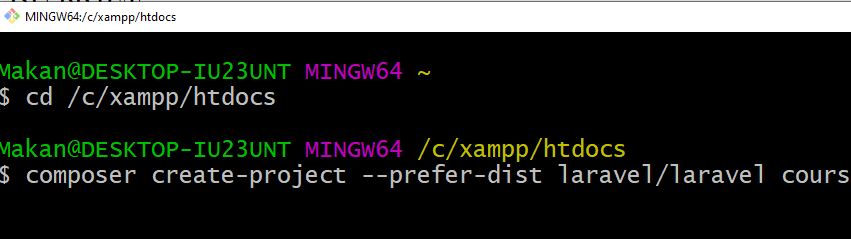 MINGW64:/c/xampp/htdocs
Makan@DESKTOP-IU23UNT MINGW64 ~
$ cd /c/xampp/htdocs
Makan@DESKTOP-IU23UNT MINGW64 /c/xampp/htdocs
$ composer create-project --prefer-dist laravel/laravel cours